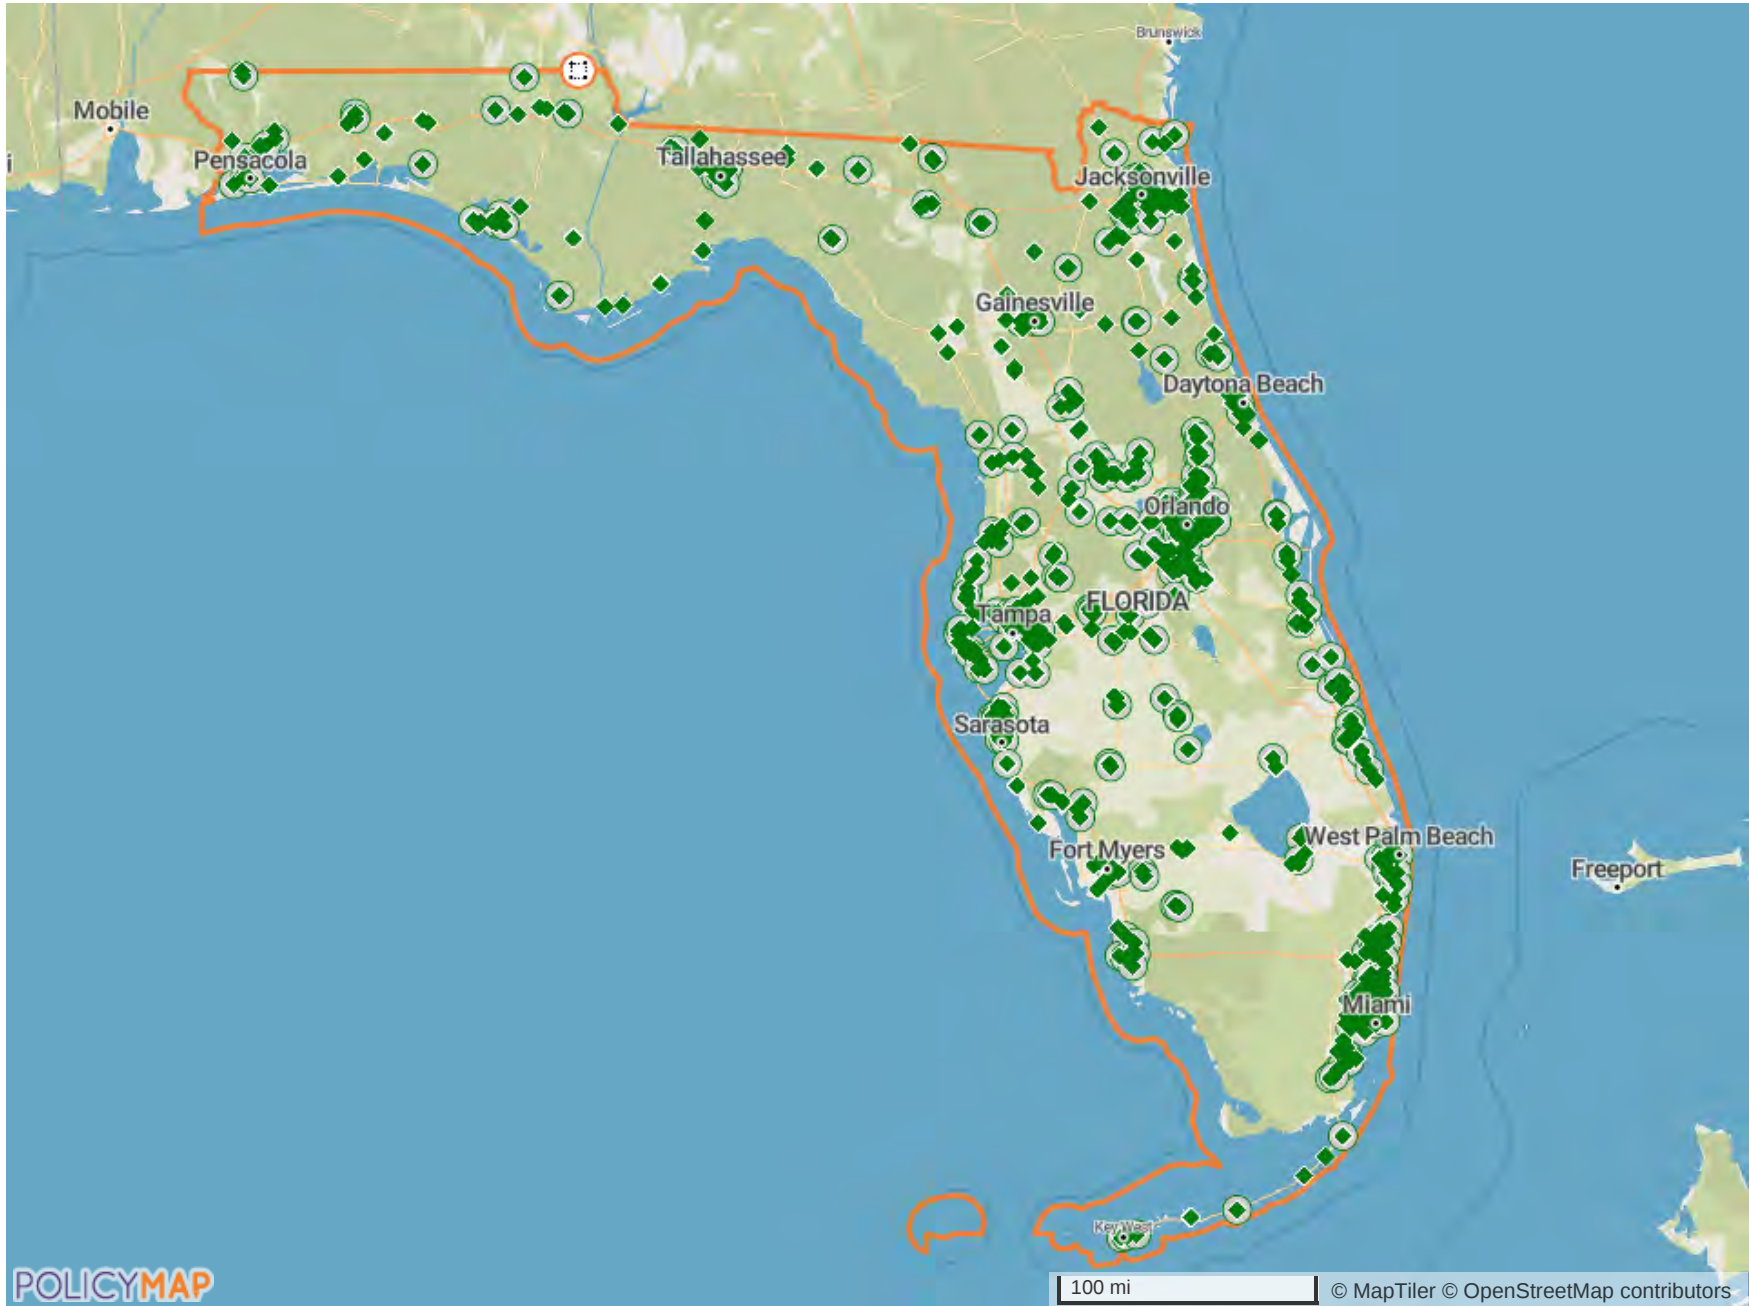 Brunswick
Mobile
i
Pensacola
Tallahassee
Jacksonville
Gainesville
Daytona Beach
Orlando
FLORIDA
Tampa
Sarasota
West Palm Beach
Fort Myers
Freeport
Miami
Key West
POLICYMAP
100 mi
© MapTiler © OpenStreetMap contributors